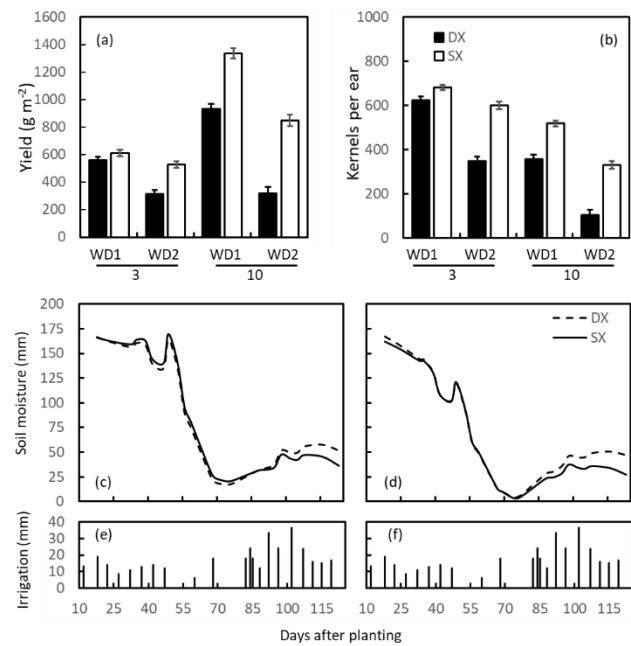 1600
1400
1200
1000
800
600
400
200
0
Yield (g m-2)
(a)
WD1 WD2 WD1 WD2
3 10
1000
800
600
400
200
0
Kernels per ear
DX
SX
(b)
WD1 WD2 WD1 WD2
3 10
200
175
150
125
100
75
50
25
0
Soil moisture (mm)
(c)
(d)
DX
SX
40
30
20
10
0
Irrigation (mm)
(e)
(f)
10 25 40 55 70 85 100 115
10 25 40 55 70 85 100 115
Days after planting